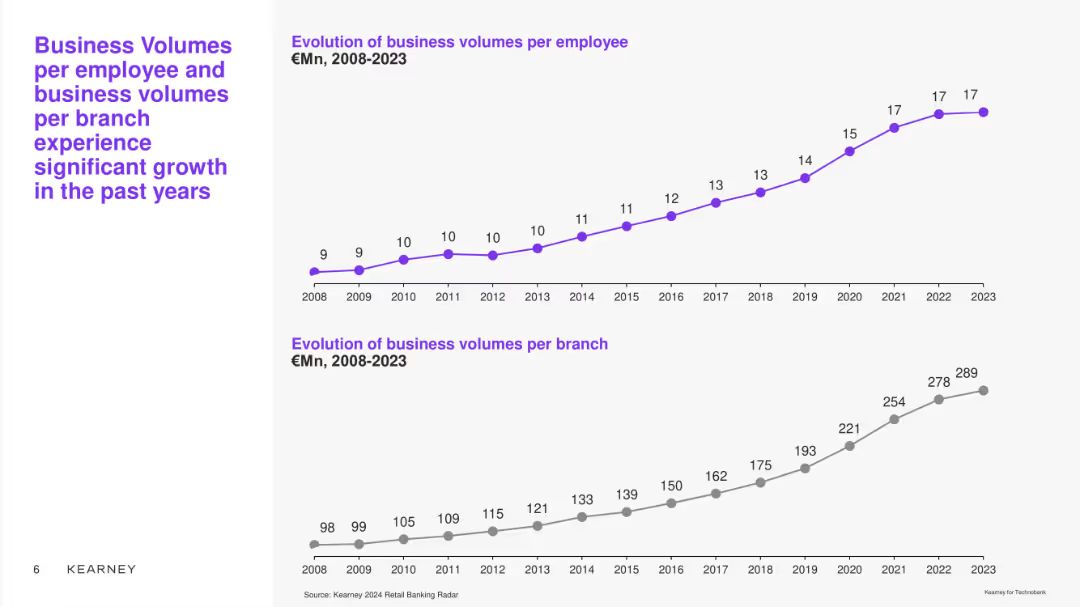 Business Volumes
per employee and
business volumes
per branch
experience
significant growth
in the past years
Evolution of business volumes per employee
€Mn, 2008-2023
9 9 10 10 10 10 11 11 12 13 13 14 15 17 17 17
2008 2009 2010 2011 2012 2013 2014 2015 2016 2017 2018 2019 2020 2021 2022 2023
Evolution of business volumes per branch
€Mn, 2008-2023
98 99 105 109 115 121 133 139 150 162 175 193 221 254 278 289
2008 2009 2010 2011 2012 2013 2014 2015 2016 2017 2018 2019 2020 2021 2022 2023
6 KEARNEY
Source: Kearney 2024 Retail Banking Radar
Kearney for Technobank